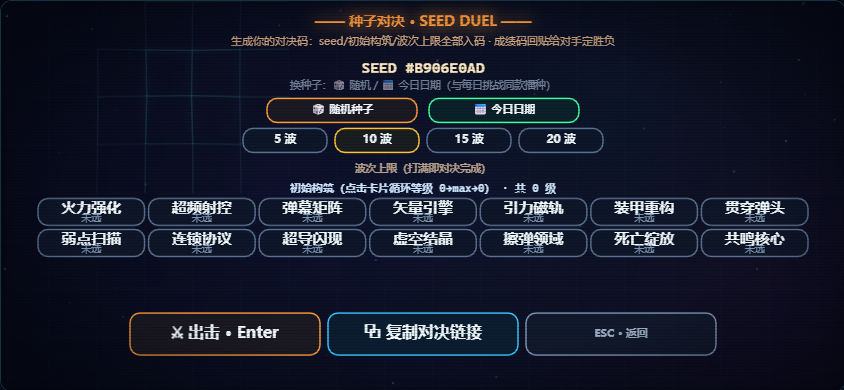 种子对决 • SEED DUEL
生成你的对决码：seed/初始构筑/波次上限全部入码 · 成绩码回贴给对手定胜负
SEED #B906E0AD
换种子：🎲 随机 / 📅 今日日期（与每日挑战同款播种）
🎲 随机种子 📅 今日日期
5 波 10 波 15 波 20 波
波次上限（打满即对决完成）
初始构筑（点击卡片循环等级 0→max→0） · 共 0 级
火力强化 超频射控 弹幕矩阵 矢量引擎 引力磁轨 装甲重构 贯穿弹头
未选 未选 未选 未选 未选 未选 未选
弱点扫描 连锁协议 超导闪现 虚空结晶 擦弹领域 死亡绽放 共鸣核心
未选 未选 未选 未选 未选 未选 未选
⚔ 出击 • Enter ⧉ 复制对决链接 ESC • 返回